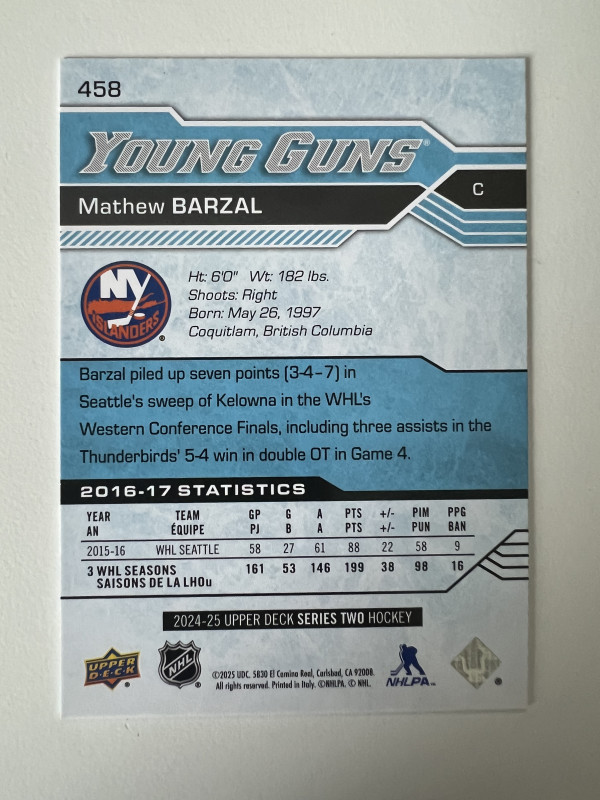 458
YOUNG GUNS®
C
Mathew BARZAL
NY
ISLANDERS
®
Ht: 6'0" Wt: 182 lbs.
Shoots: Right
Born: May 26, 1997
Coquitlam, British Columbia
Barzal piled up seven points (3-4–7) in
Seattle's sweep of Kelowna in the WHL's
Western Conference Finals, including three assists in the
Thunderbirds' 5-4 win in double OT in Game 4.
2016-17 STATISTICS
YEAR TEAM GP G A PTS +/- PIM PPG
AN ÉQUIPE PJ B A PTS +/- PUN BAN
2015-16 WHL SEATTLE 58 27 61 88 22 58 9
3 WHL SEASONS 161 53 146 199 38 98 16
SAISONS DE LA LHOu
2024-25 UPPER DECK SERIES TWO HOCKEY
UPPER
D·E·C·K
®
NHL
®
©2025 UDC. 5830 El Camino Real, Carlsbad, CA 92008.
All rights reserved. Printed in Italy. ©NHLPA. © NHL.
NHLPA™
®